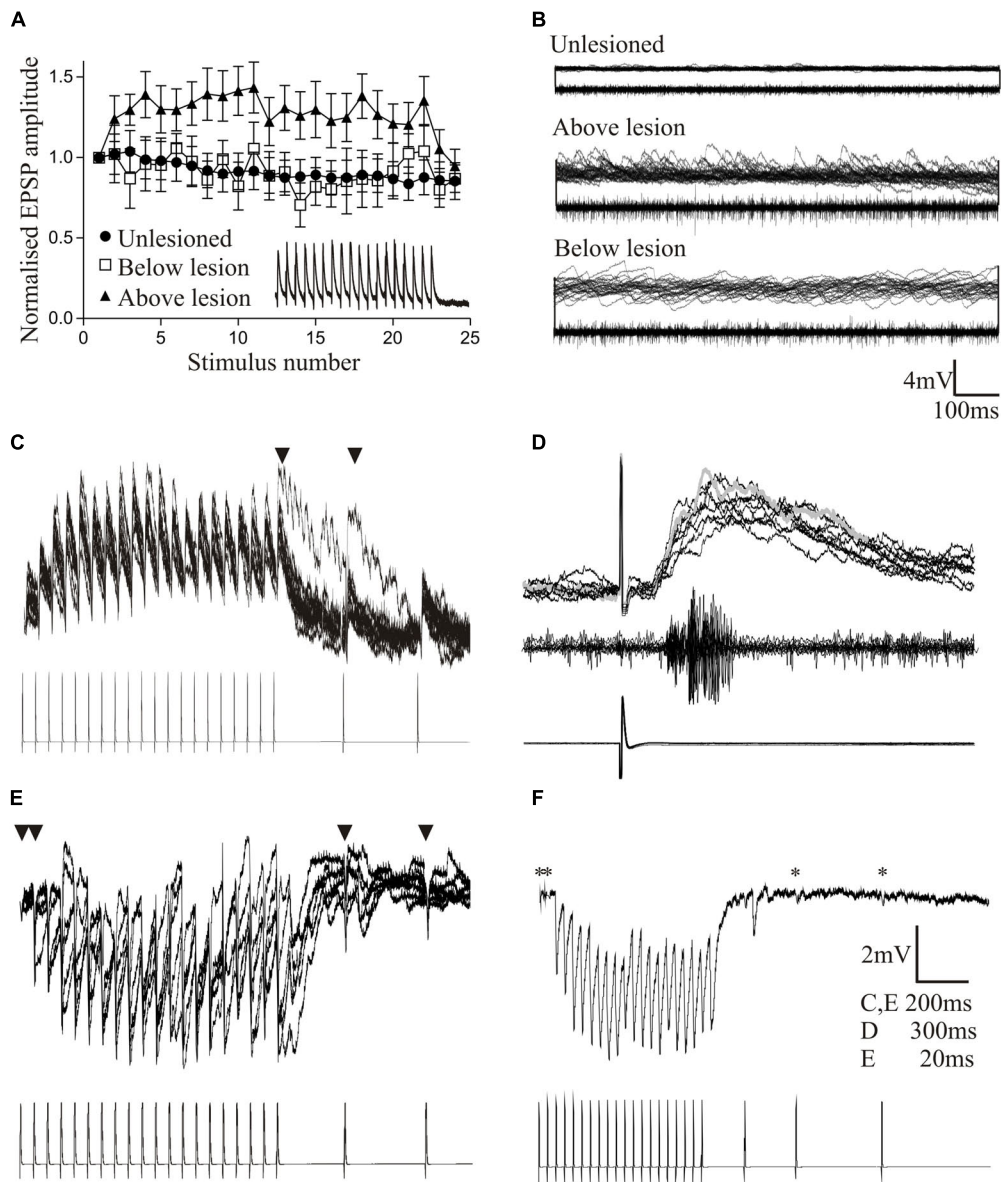 A
Normalised EPSP amplitude
1.5
1.0
0.5
0.0
Unlesioned
Below lesion
Above lesion
0 5 10 15 20 25
Stimulus number
B
Unlesioned
Above lesion
Below lesion
4mV
100ms
C
D
E
F
** * *
2mV
C,E 200ms
D 300ms
E 20ms